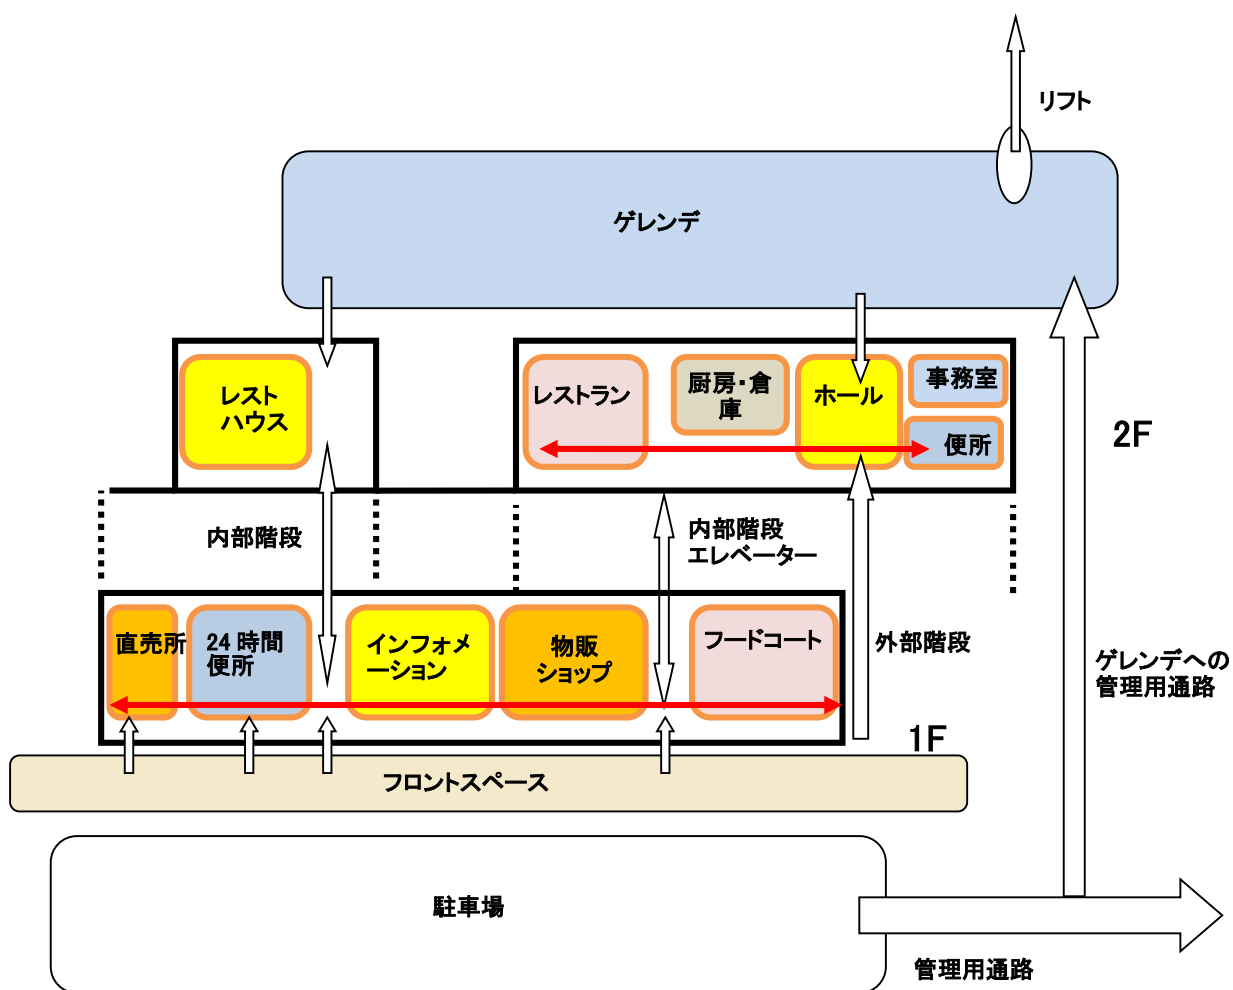 リフト
ゲレンデ
レスト
ハウス
レストラン
厨房・倉
庫
ホール
事務室
便所
2F
内部階段
内部階段
エレベーター
直売所
24時間
便所
インフォメ
ーション
物販
ショップ
フードコート
外部階段
ゲレンデへの
管理用通路
1F
フロントスペース
駐車場
管理用通路